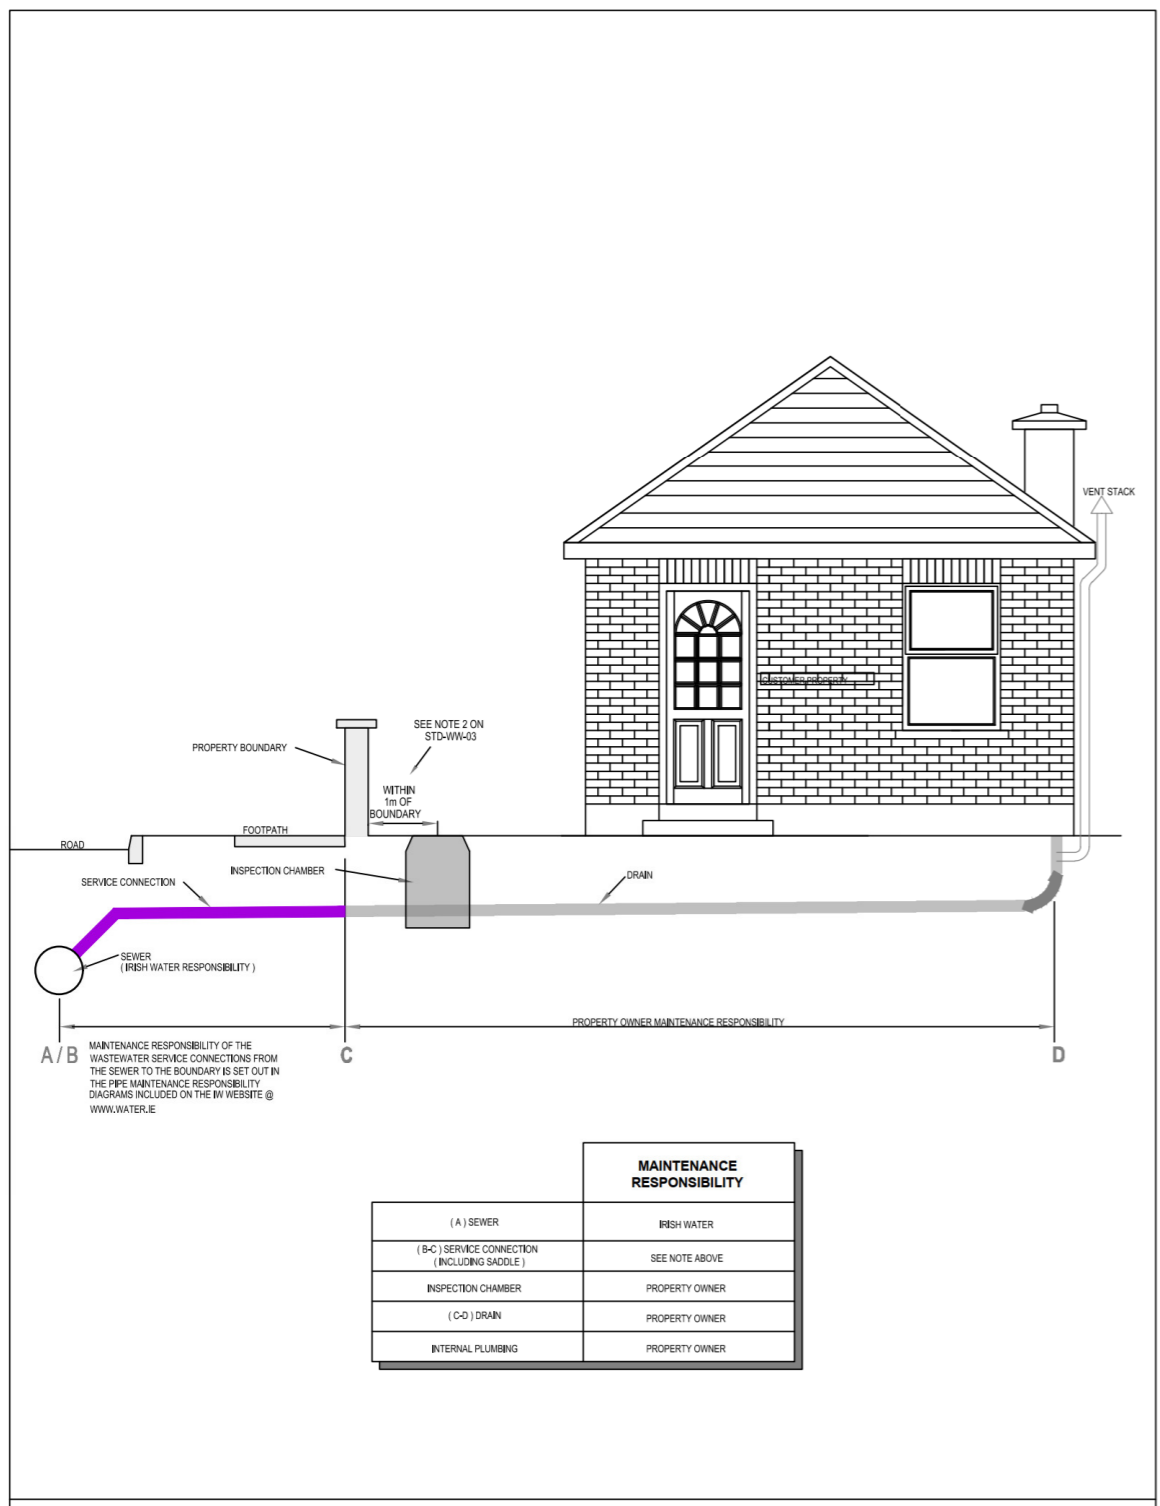 VENT STACK
CUSTOMER PROPERTY
SEE NOTE 2 ON
STD-WW-03
PROPERTY BOUNDARY
WITHIN
1m OF
BOUNDARY
FOOTPATH
ROAD
INSPECTION CHAMBER
DRAIN
SERVICE CONNECTION
SEWER
( IRISH WATER RESPONSIBILITY )
PROPERTY OWNER MAINTENANCE RESPONSIBILITY
A / B
C
D
MAINTENANCE RESPONSIBILITY OF THE
WASTEWATER SERVICE CONNECTIONS FROM
THE SEWER TO THE BOUNDARY IS SET OUT IN
THE PIPE MAINTENANCE RESPONSIBILITY
DIAGRAMS INCLUDED ON THE IW WEBSITE @
WWW.WATER.IE
MAINTENANCE
RESPONSIBILITY
( A ) SEWER
IRISH WATER
( B-C ) SERVICE CONNECTION
( INCLUDING SADDLE )
SEE NOTE ABOVE
INSPECTION CHAMBER
PROPERTY OWNER
( C-D ) DRAIN
PROPERTY OWNER
INTERNAL PLUMBING
PROPERTY OWNER